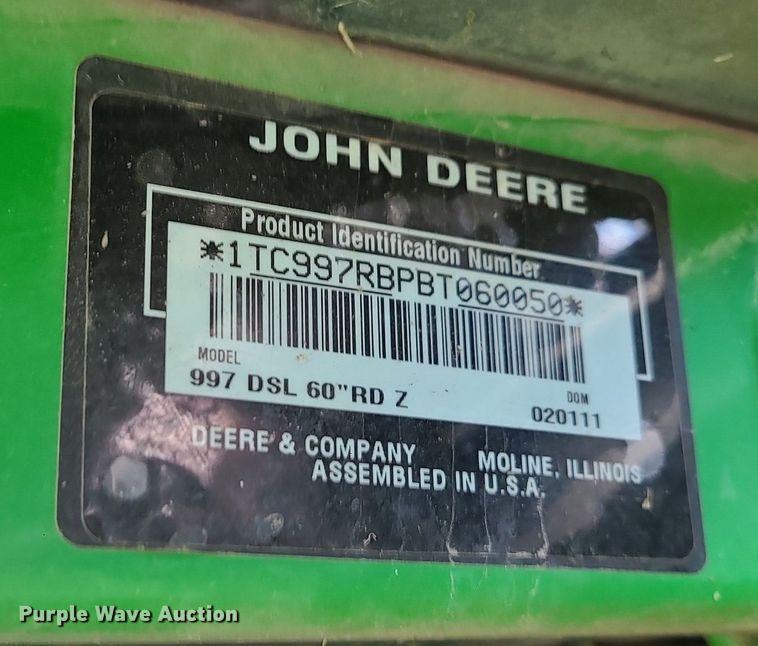 JOHN DEERE
Product Identification Number
*1TC997RBPBT060050*
MODEL
997 DSL 60"RD Z
DOM
020111
DEERE & COMPANY MOLINE, ILLINOIS
ASSEMBLED IN U.S.A.
Purple Wave Auction